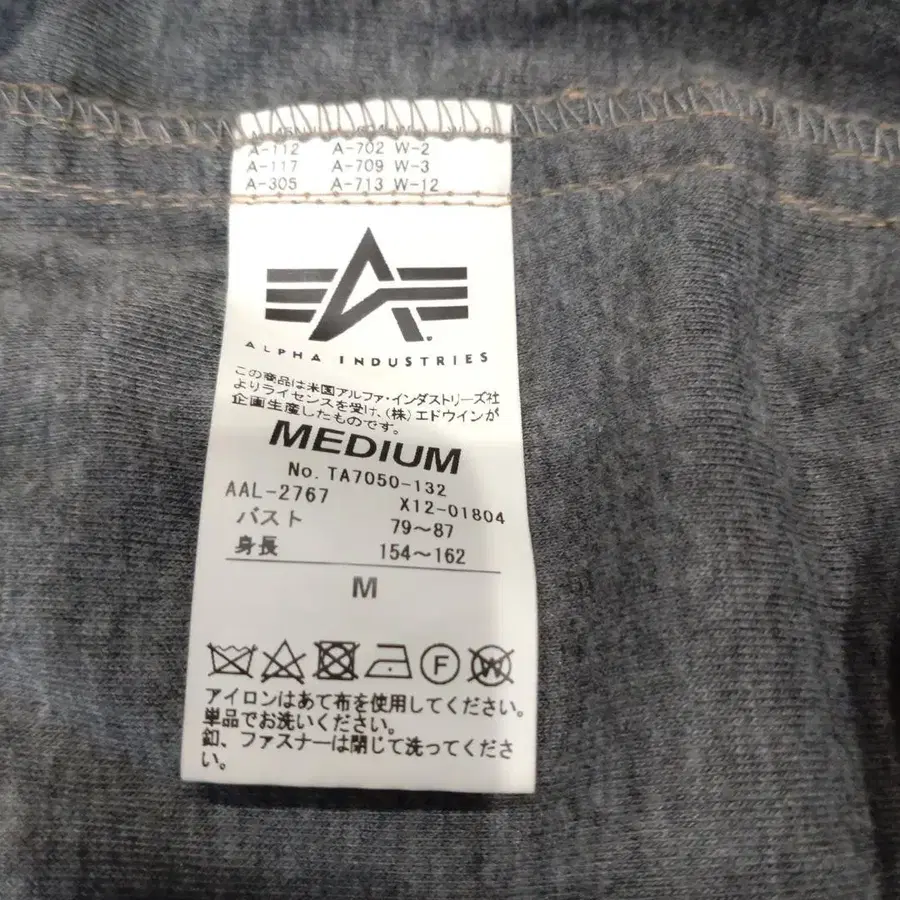 A-112 A-702 W-2
A-117 A-709 W-3
A-305 A-713 W-12
ALPHA INDUSTRIES
この商品は米国アルファ・インダストリーズ社
よりライセンスを受け、(株)エドウインが
企画生産したものです。
MEDIUM
No. TA7050-132
AAL-2767 X12-01804
バスト 79〜87
身長 154〜162
M
F
W
アイロンはあて布を使用してください。
単品でお洗いください。
釦、ファスナーは閉じて洗ってくださ
い。